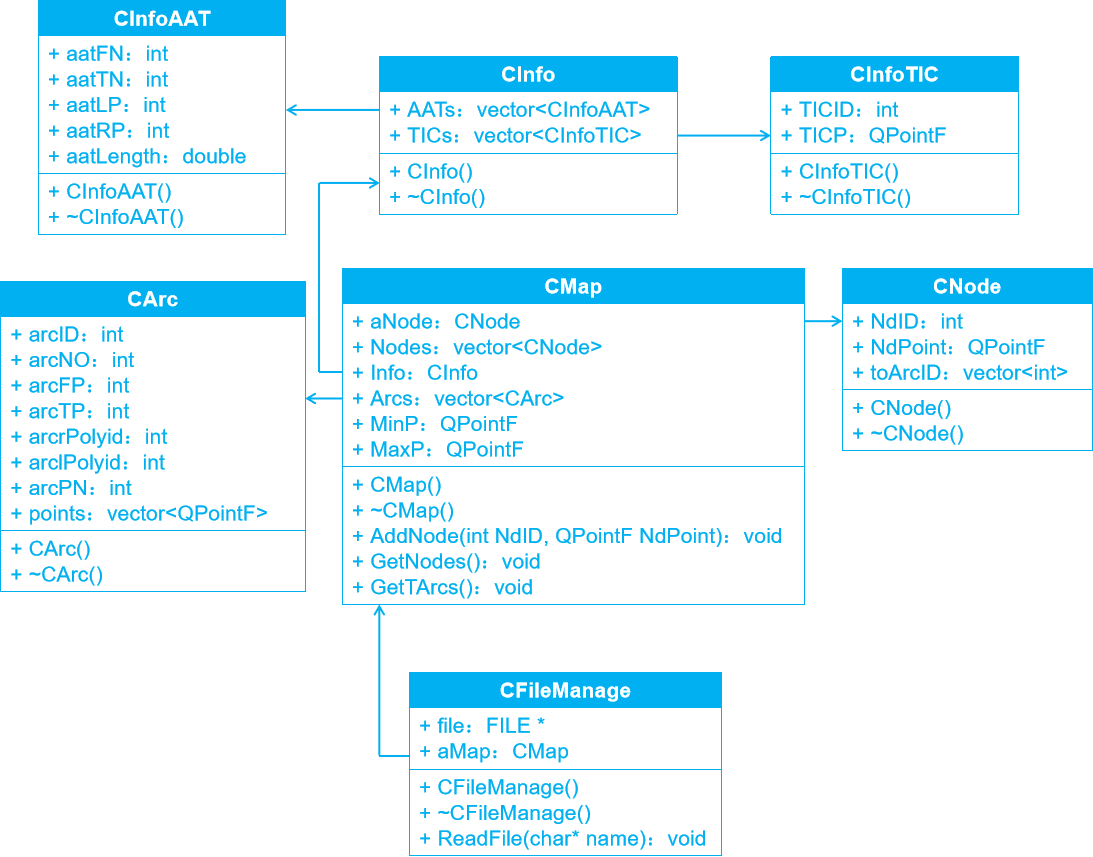 CInfoAAT
+ aatFN：int
+ aatTN：int
+ aatLP：int
+ aatRP：int
+ aatLength：double
+ CInfoAAT()
+ ~CInfoAAT()
CInfo
+ AATs：vector<CInfoAAT>
+ TICs：vector<CInfoTIC>
+ CInfo()
+ ~CInfo()
CInfoTIC
+ TICID：int
+ TICP：QPointF
+ CInfoTIC()
+ ~CInfoTIC()
CArc
+ arcID：int
+ arcNO：int
+ arcFP：int
+ arcTP：int
+ arcrPolyid：int
+ arclPolyid：int
+ arcPN：int
+ points：vector<QPointF>
+ CArc()
+ ~CArc()
CMap
+ aNode：CNode
+ Nodes：vector<CNode>
+ Info：CInfo
+ Arcs：vector<CArc>
+ MinP：QPointF
+ MaxP：QPointF
+ CMap()
+ ~CMap()
+ AddNode(int NdID, QPointF NdPoint)：void
+ GetNodes()：void
+ GetTArcs()：void
CNode
+ NdID：int
+ NdPoint：QPointF
+ toArcID：vector<int>
+ CNode()
+ ~CNode()
CFileManage
+ file：FILE *
+ aMap：CMap
+ CFileManage()
+ ~CFileManage()
+ ReadFile(char* name)：void